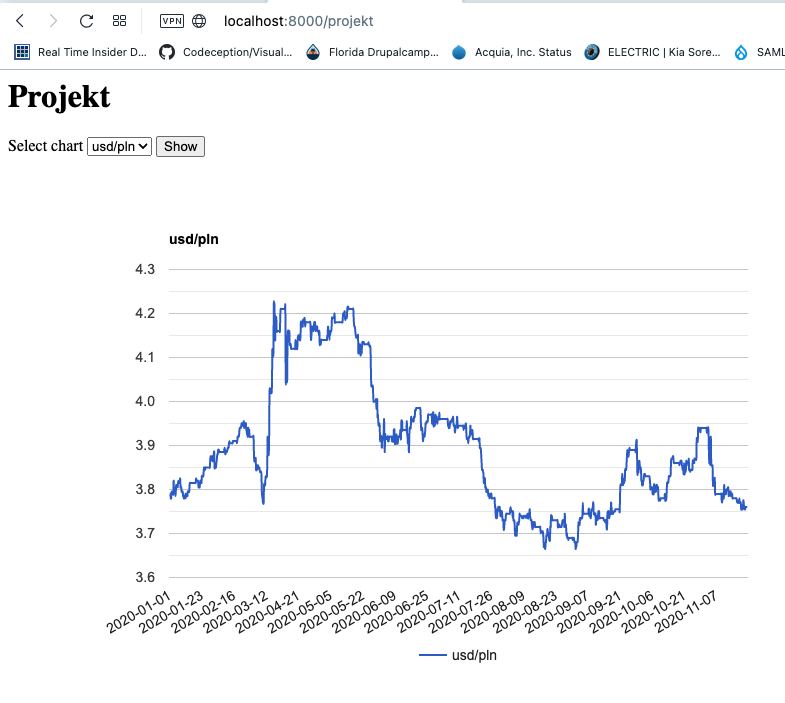 VPN localhost:8000/projekt
Real Time Insider D... Codeception/Visual... Florida Drupalcamp... Acquia, Inc. Status ELECTRIC | Kia Sore... SAML
Projekt
Select chart usd/pln Show
usd/pln
4.3
4.2
4.1
4.0
3.9
3.8
3.7
3.6
2020-01-01 2020-01-23 2020-02-16 2020-03-12 2020-04-21 2020-05-05 2020-05-22 2020-06-09 2020-06-25 2020-07-11 2020-07-26 2020-08-09 2020-08-23 2020-09-07 2020-09-21 2020-10-06 2020-10-21 2020-11-07
usd/pln